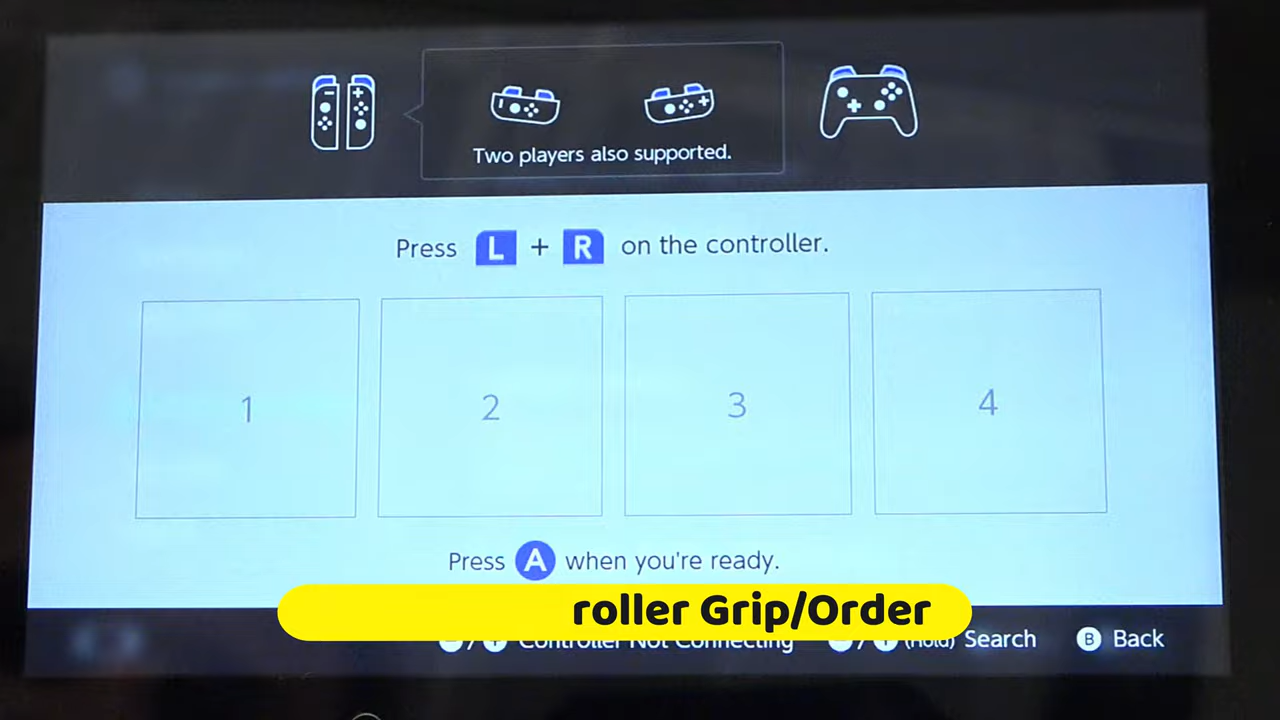 Two players also supported.
Press L + R on the controller.
1 2 3 4
Press A when you're ready.
roller Grip/Order
Controller Not Connecting (Hold) Search B Back